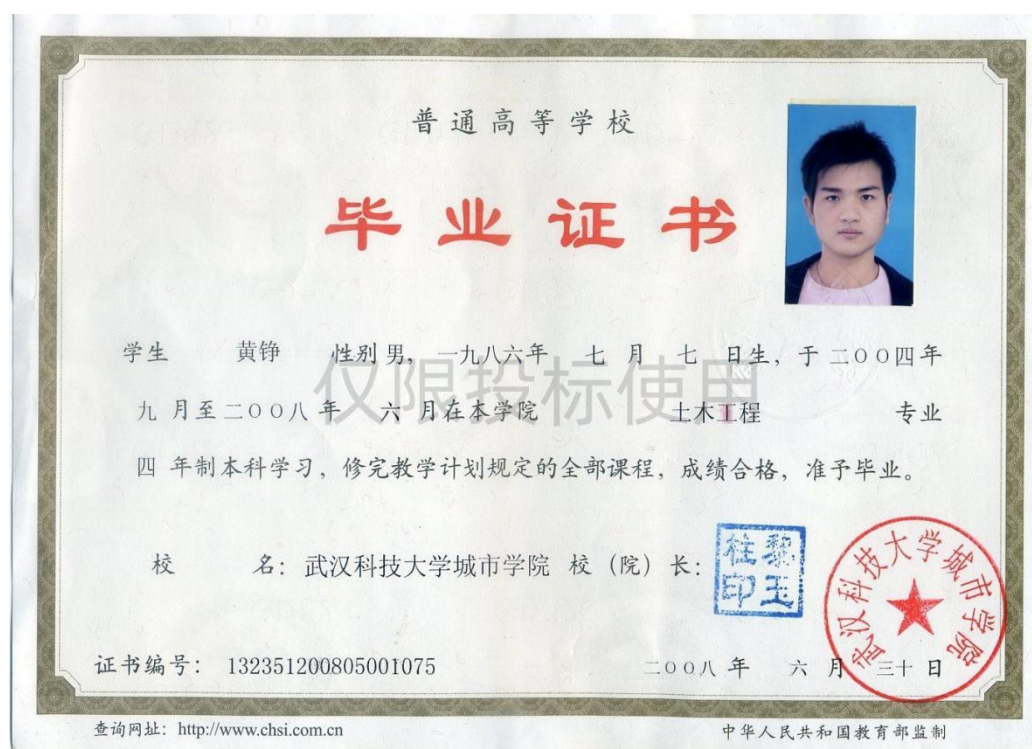 普通高等学校
毕业证书
学生 黄铮 性别 男, 一九八六年 七 月 七 日生, 于 二〇〇四年
九 月至二〇〇八 年 六 月在本学院 土木工程 专业
四 年制本科学习, 修完教学计划规定的全部课程, 成绩合格, 准予毕业。
仅限投标使用
校 名: 武汉科技大学城市学院 校 (院) 长:
黎玉柱印
武汉科技大学城市学院
证书编号: 132351200805001075
二〇〇八 年 六 月 三十 日
查询网址: http://www.chsi.com.cn
中华人民共和国教育部监制